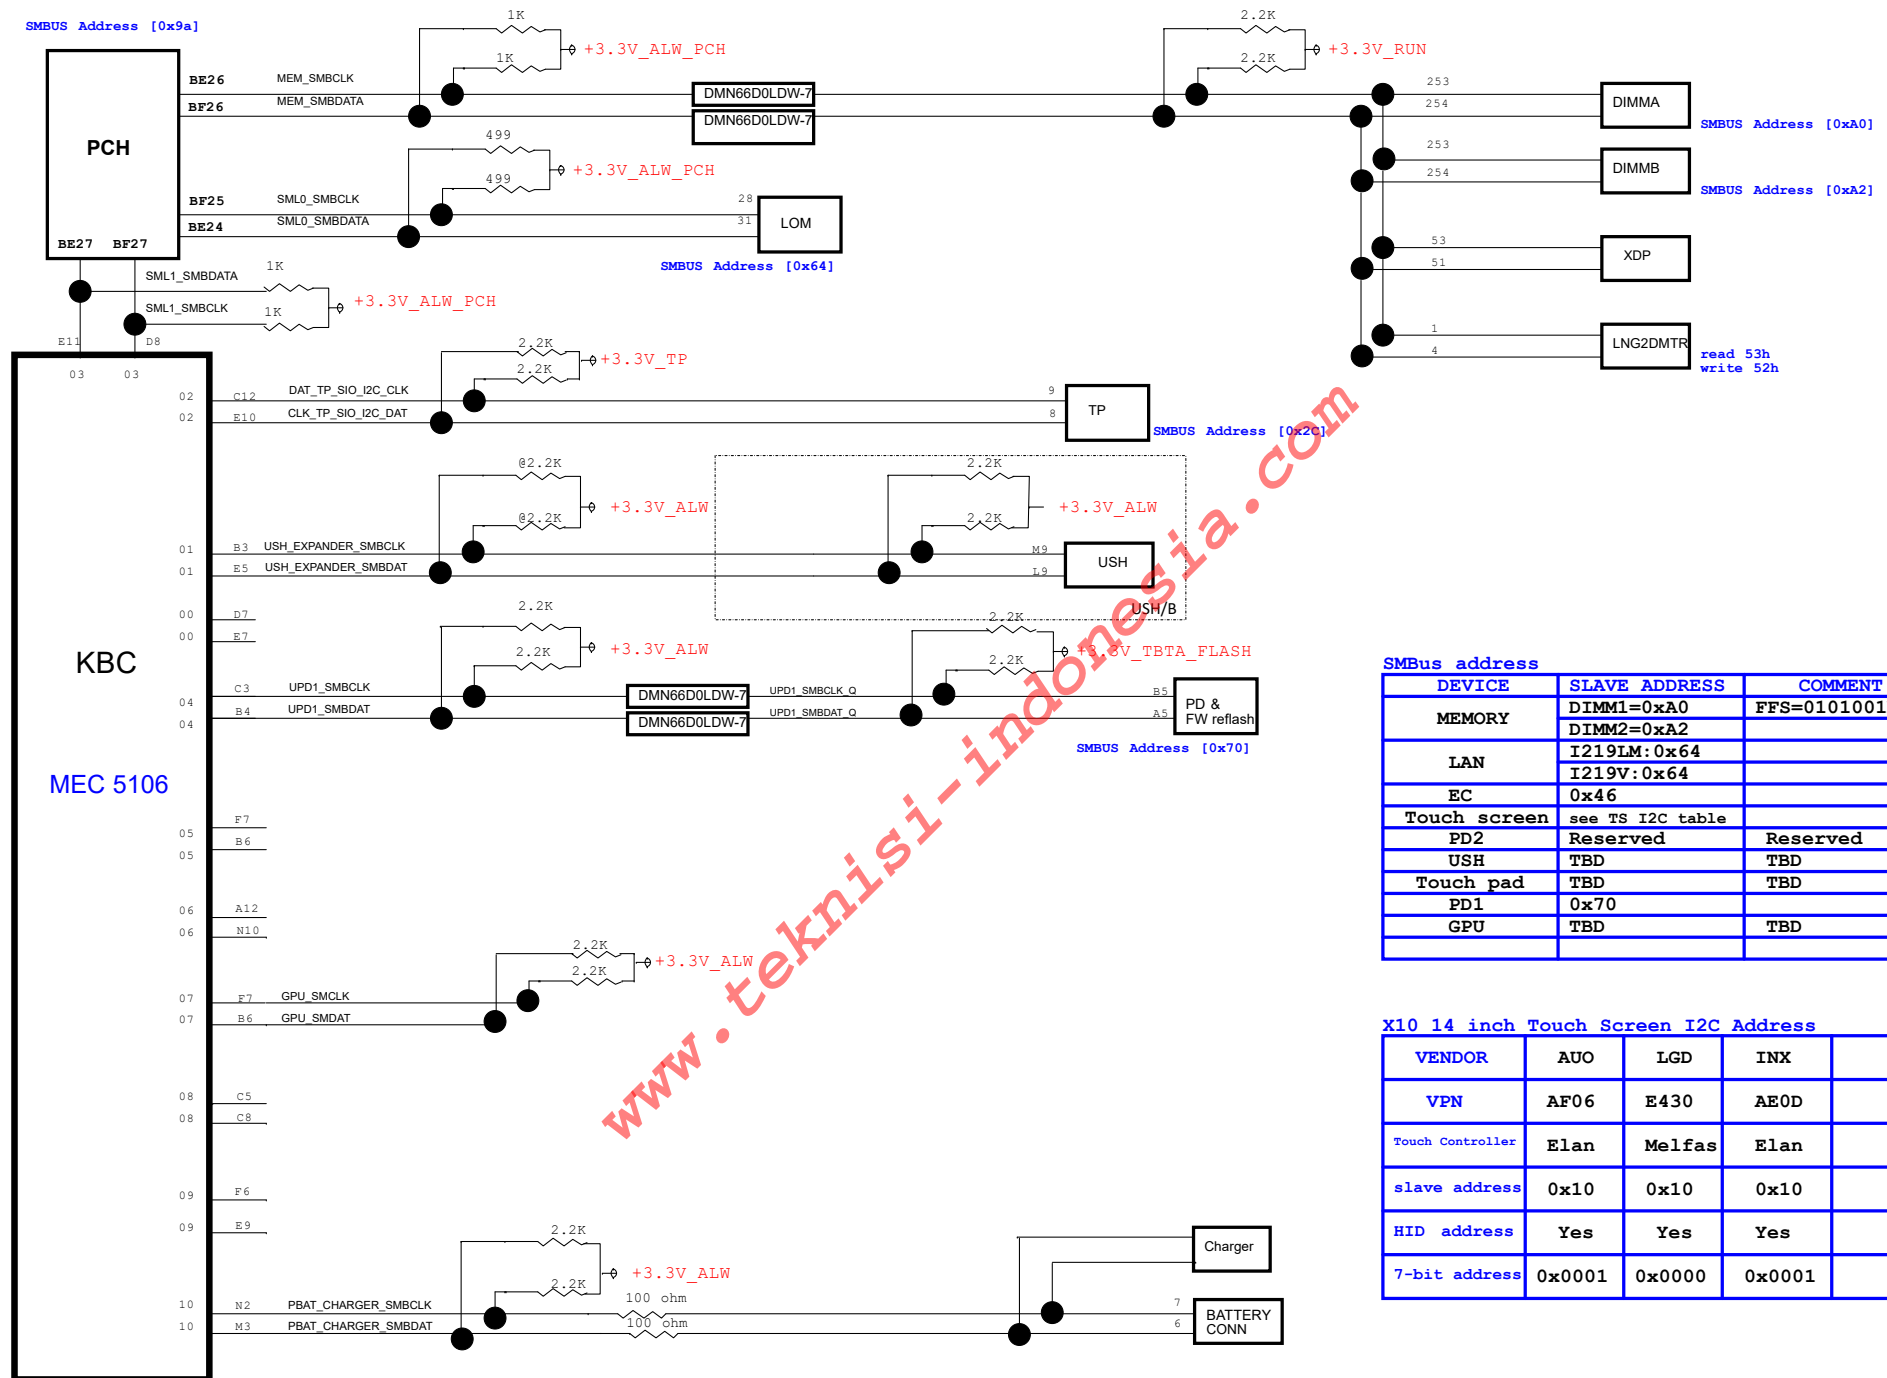 SMBUS Address [0x9a]
PCH
BE26
BF26
BF25
BE24
BE27 BF27
MEM_SMBCLK
MEM_SMBDATA
1K
1K
+3.3V_ALW_PCH
DMN66D0LDW-7
DMN66D0LDW-7
2.2K
2.2K
+3.3V_RUN
253
254
DIMMA
SMBUS Address [0xA0]
253
254
DIMMB
SMBUS Address [0xA2]
53
51
XDP
1
4
LNG2DMTR
read 53h
write 52h
499
499
+3.3V_ALW_PCH
SML0_SMBCLK
SML0_SMBDATA
28
31
LOM
SMBUS Address [0x64]
SML1_SMBDATA
1K
SML1_SMBCLK
1K
+3.3V_ALW_PCH
E11
D8
03 03
KBC
MEC 5106
2.2K
2.2K
+3.3V_TP
02 C12 DAT_TP_SIO_I2C_CLK
02 E10 CLK_TP_SIO_I2C_DAT
9
8
TP
SMBUS Address [0x2C]
@2.2K
@2.2K
+3.3V_ALW
2.2K
2.2K
+3.3V_ALW
01 B3 USH_EXPANDER_SMBCLK
01 E5 USH_EXPANDER_SMBDAT
M9
L9
USH
USH/B
00 D7
00 E7
2.2K
2.2K
+3.3V_ALW
2.2K
2.2K
+3.3V_TBTA_FLASH
04 C3 UPD1_SMBCLK
04 B4 UPD1_SMBDAT
DMN66D0LDW-7
DMN66D0LDW-7
UPD1_SMBCLK_Q
UPD1_SMBDAT_Q
B5
A5
PD &
FW reflash
SMBUS Address [0x70]
05 F7
05 B6
06 A12
06 N10
2.2K
2.2K
+3.3V_ALW
07 F7 GPU_SMCLK
07 B6 GPU_SMDAT
08 C5
08 C8
09 F6
09 E9
2.2K
2.2K
+3.3V_ALW
10 N2 PBAT_CHARGER_SMBCLK
10 M3 PBAT_CHARGER_SMBDAT
100 ohm
100 ohm
Charger
7
6
BATTERY
CONN
SMBus address
DEVICE SLAVE ADDRESS COMMENT
MEMORY DIMM1=0xA0 FFS=0101001
DIMM2=0xA2
LAN I219LM:0x64
I219V:0x64
EC 0x46
Touch screen see TS I2C table
PD2 Reserved Reserved
USH TBD TBD
Touch pad TBD TBD
PD1 0x70
GPU TBD TBD
X10 14 inch Touch Screen I2C Address
VENDOR AUO LGD INX
VPN AF06 E430 AE0D
Touch Controller Elan Melfas Elan
slave address 0x10 0x10 0x10
HID address Yes Yes Yes
7-bit address 0x0001 0x0000 0x0001
www.teknisi-indonesia.com